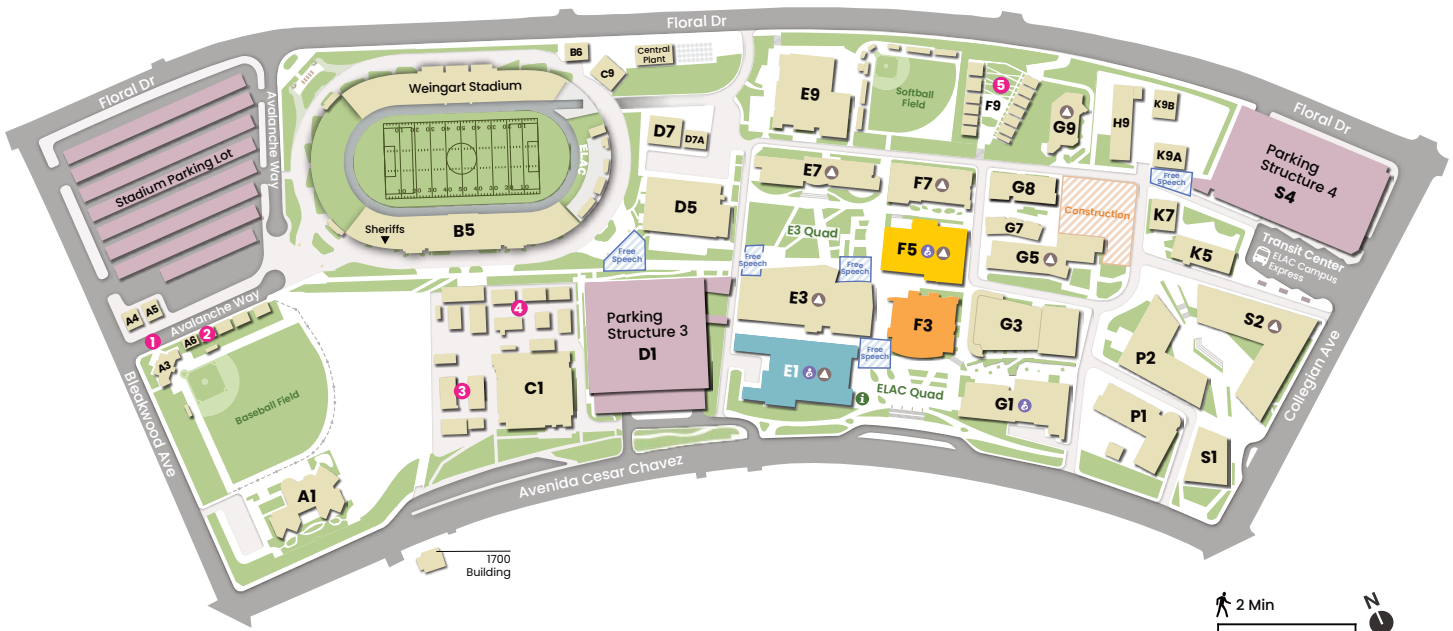 Floral Dr
Floral Dr
Floral Dr
Avalanche Way
Stadium Parking Lot
Weingart Stadium
ELAC
Sheriffs
B5
B6
C9
Central
Plant
D7
D7A
D5
Free
Speech
E9
Softball
Field
5
F9
G9
H9
K9B
K9A
Free
Speech
Parking
Structure 4
S4
E7
F7
G8
Construction
G7
G5
K7
K5
Transit Center
ELAC Campus
Express
E3 Quad
Free
Speech
Free
Speech
F5
E3
F3
G3
S2
P2
A4
A5
Avalanche Way
1
2
A6
A3
Baseball Field
Bleakwood Ave
A1
4
3
C1
Parking
Structure 3
D1
E1
Free
Speech
i
ELAC Quad
G1
P1
S1
Collegian Ave
Avenida Cesar Chavez
1700
Building
2 Min
N